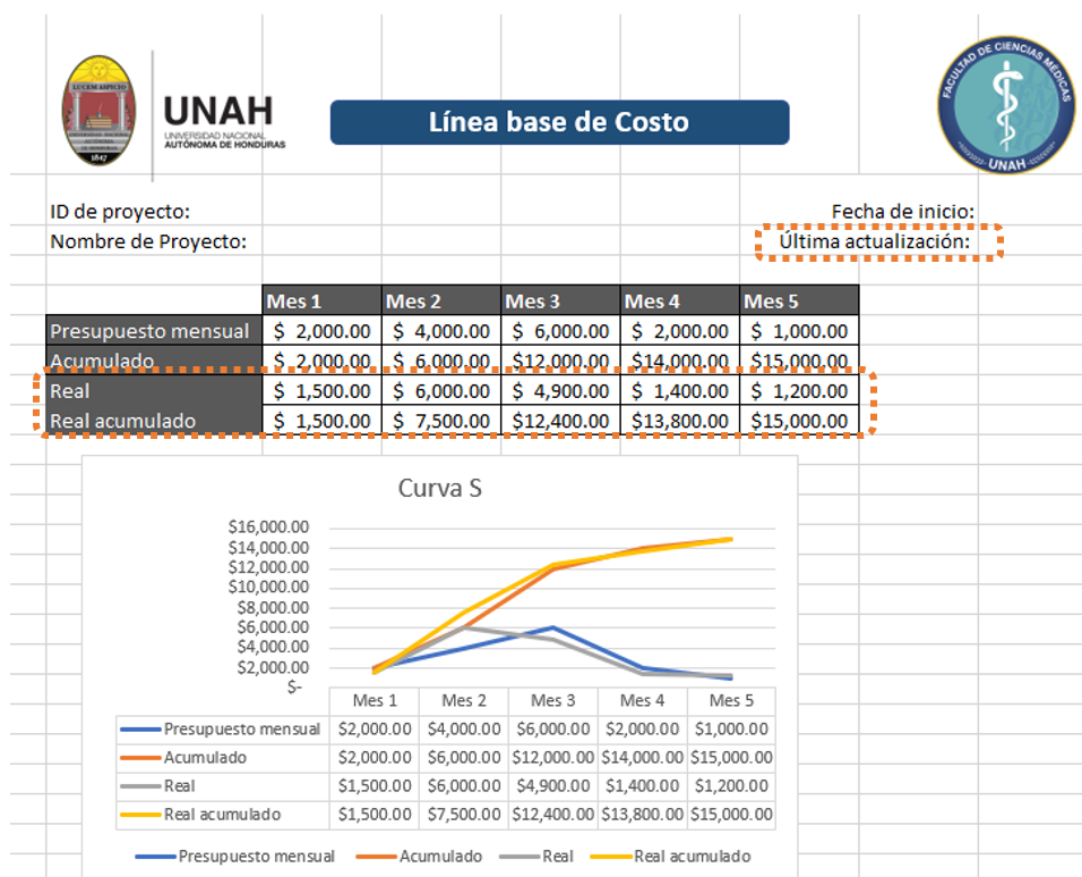 LUCEM ASPICIO
1847
UNAH
UNIVERSIDAD NACIONAL
AUTÓNOMA DE HONDURAS
Línea base de Costo
FACULTAD DE CIENCIAS MÉDICAS
UNAH
ID de proyecto:
Fecha de inicio:
Nombre de Proyecto:
Última actualización:
Mes 1 Mes 2 Mes 3 Mes 4 Mes 5
Presupuesto mensual $ 2,000.00 $ 4,000.00 $ 6,000.00 $ 2,000.00 $ 1,000.00
Acumulado $ 2,000.00 $ 6,000.00 $12,000.00 $14,000.00 $15,000.00
Real $ 1,500.00 $ 6,000.00 $ 4,900.00 $ 1,400.00 $ 1,200.00
Real acumulado $ 1,500.00 $ 7,500.00 $12,400.00 $13,800.00 $15,000.00
Curva S
$16,000.00
$14,000.00
$12,000.00
$10,000.00
$8,000.00
$6,000.00
$4,000.00
$2,000.00
$-
Mes 1 Mes 2 Mes 3 Mes 4 Mes 5
Presupuesto mensual $2,000.00 $4,000.00 $6,000.00 $2,000.00 $1,000.00
Acumulado $2,000.00 $6,000.00 $12,000.00 $14,000.00 $15,000.00
Real $1,500.00 $6,000.00 $4,900.00 $1,400.00 $1,200.00
Real acumulado $1,500.00 $7,500.00 $12,400.00 $13,800.00 $15,000.00
Presupuesto mensual Acumulado Real Real acumulado